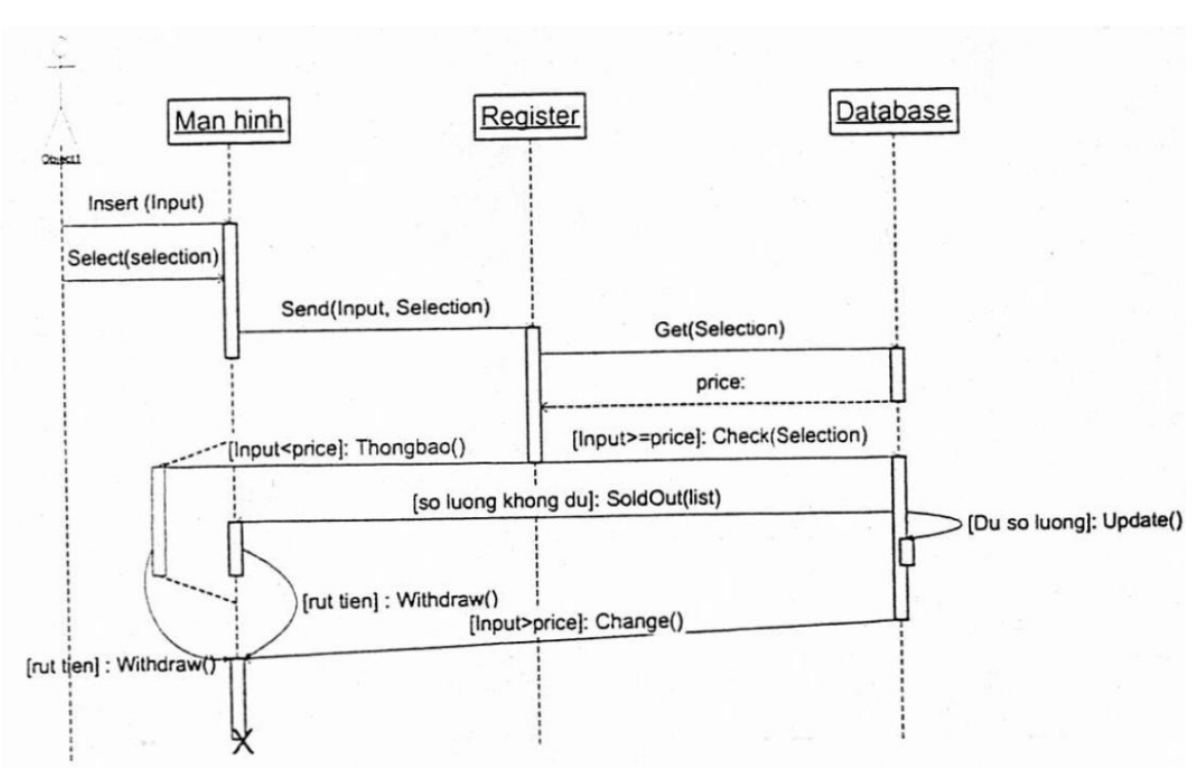 Man hinh
Register
Database
Object1
Insert (Input)
Select(selection)
Send(Input, Selection)
Get(Selection)
price:
[Input<price]: Thongbao()
[Input>=price]: Check(Selection)
[so luong khong du]: SoldOut(list)
[Du so luong]: Update()
[rut tien] : Withdraw()
[Input>price]: Change()
[rut tien] : Withdraw()